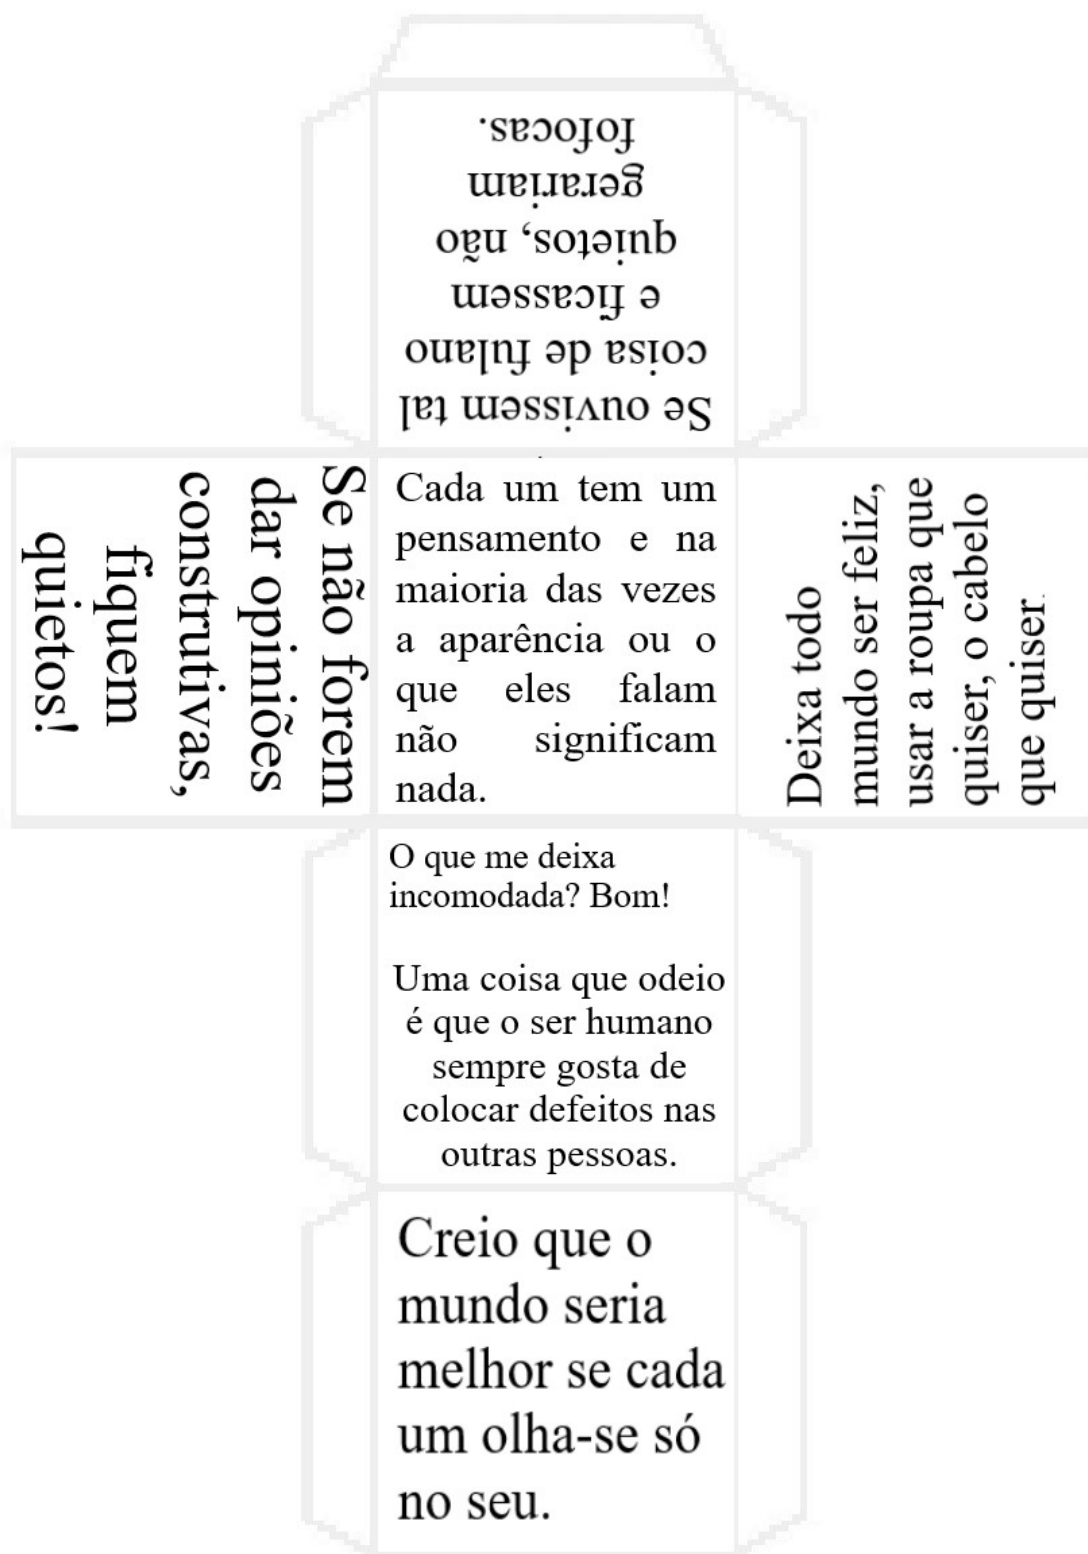 Se ouvissem tal
coisa de fulano
e ficassem
quietos, não
gerariam
fofocas.
Se não forem
dar opiniões
construtivas,
fiquem
quietos!
Cada um tem um
pensamento e na
maioria das vezes
a aparência ou o
que eles falam
não significam
nada.
Deixa todo
mundo ser feliz,
usar a roupa que
quiser, o cabelo
que quiser.
O que me deixa
incomodada? Bom!
Uma coisa que odeio
é que o ser humano
sempre gosta de
colocar defeitos nas
outras pessoas.
Creio que o
mundo seria
melhor se cada
um olha-se só
no seu.